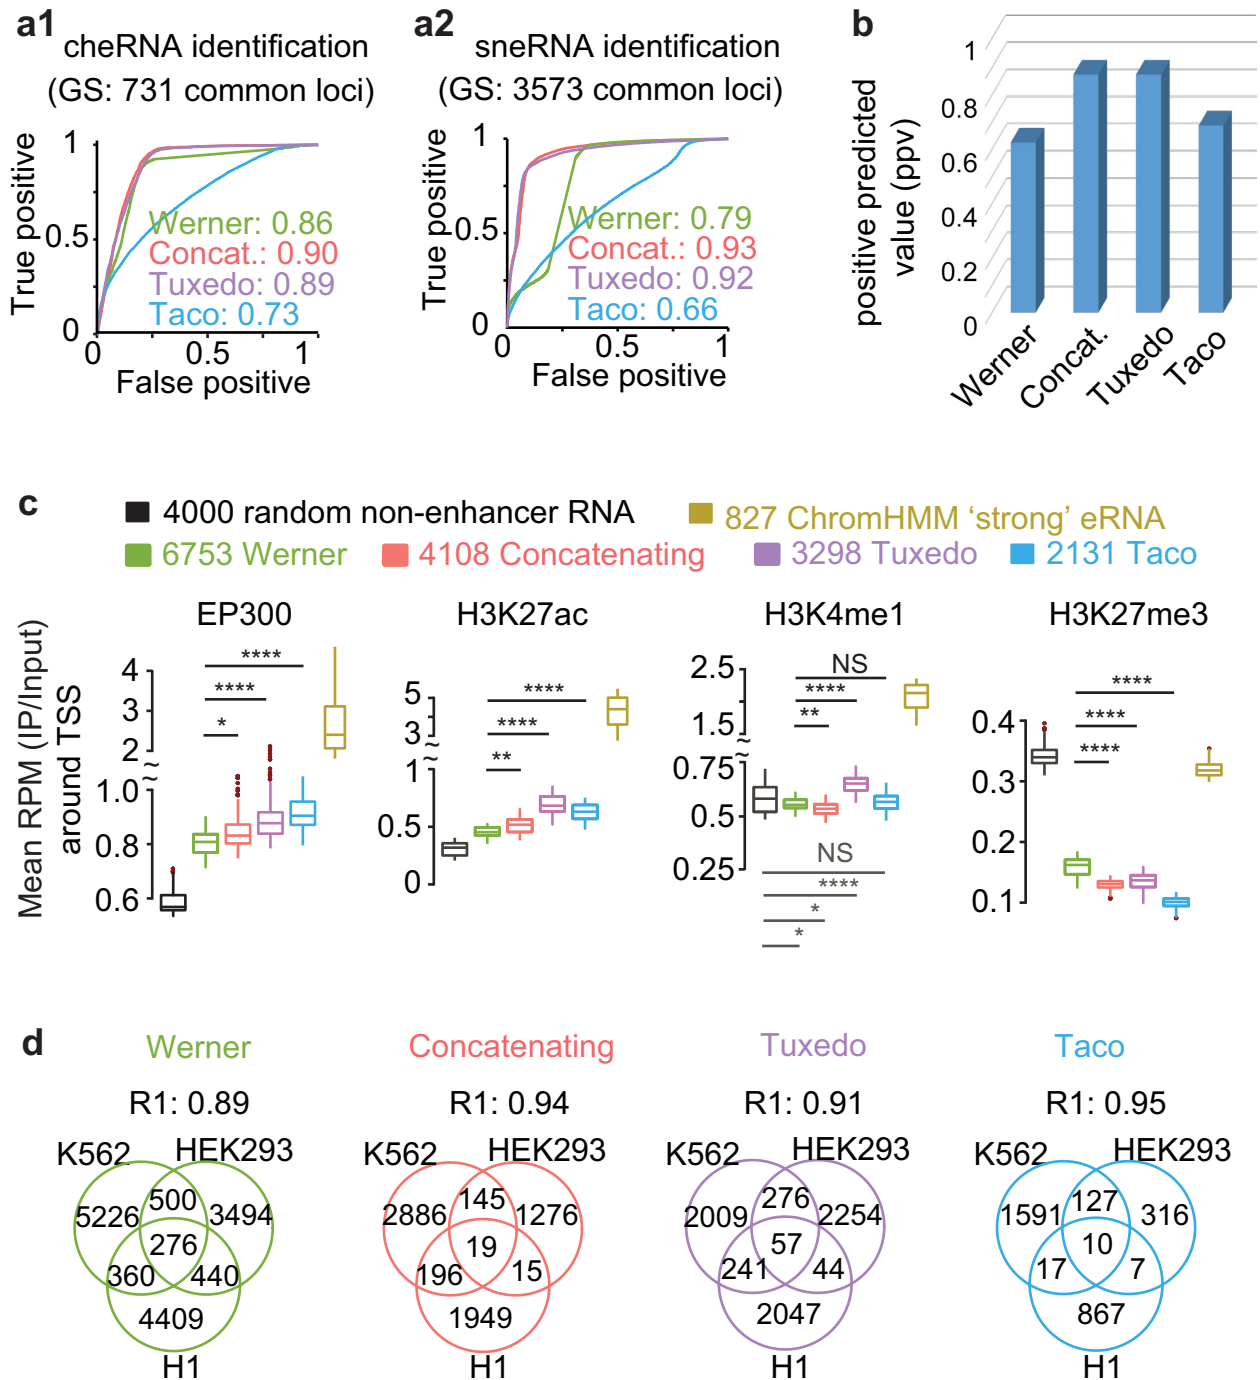 a1
cheRNA identification
(GS: 731 common loci)
True positive
1
0.5
0
Werner: 0.86
Concat.: 0.90
Tuxedo: 0.89
Taco: 0.73
0
0.5
1
False positive
a2
sneRNA identification
(GS: 3573 common loci)
True positive
1
0.5
0
Werner: 0.79
Concat.: 0.93
Tuxedo: 0.92
Taco: 0.66
0
0.5
1
False positive
b
positive predicted
value (ppv)
1
0.8
0.6
0.4
0.2
0
Werner
Concat.
Tuxedo
Taco
c
4000 random non-enhancer RNA
827 ChromHMM ‘strong’ eRNA
6753 Werner
4108 Concatenating
3298 Tuxedo
2131 Taco
Mean RPM (IP/Input)
around TSS
EP300
4
3
2
≈
1.0
0.8
0.6
****
****
*
H3K27ac
5
3
≈
1
0.5
0
****
****
**
H3K4me1
2.5
1.5
≈
0.75
0.5
0.25
NS
****
**
NS
****
*
*
H3K27me3
0.4
0.3
0.2
0.1
****
****
****
d
Werner
R1: 0.89
K562
HEK293
5226
500
3494
276
360
440
4409
H1
Concatenating
R1: 0.94
K562
HEK293
2886
145
1276
19
196
15
1949
H1
Tuxedo
R1: 0.91
K562
HEK293
2009
276
2254
57
241
44
2047
H1
Taco
R1: 0.95
K562
HEK293
1591
127
316
10
17
7
867
H1